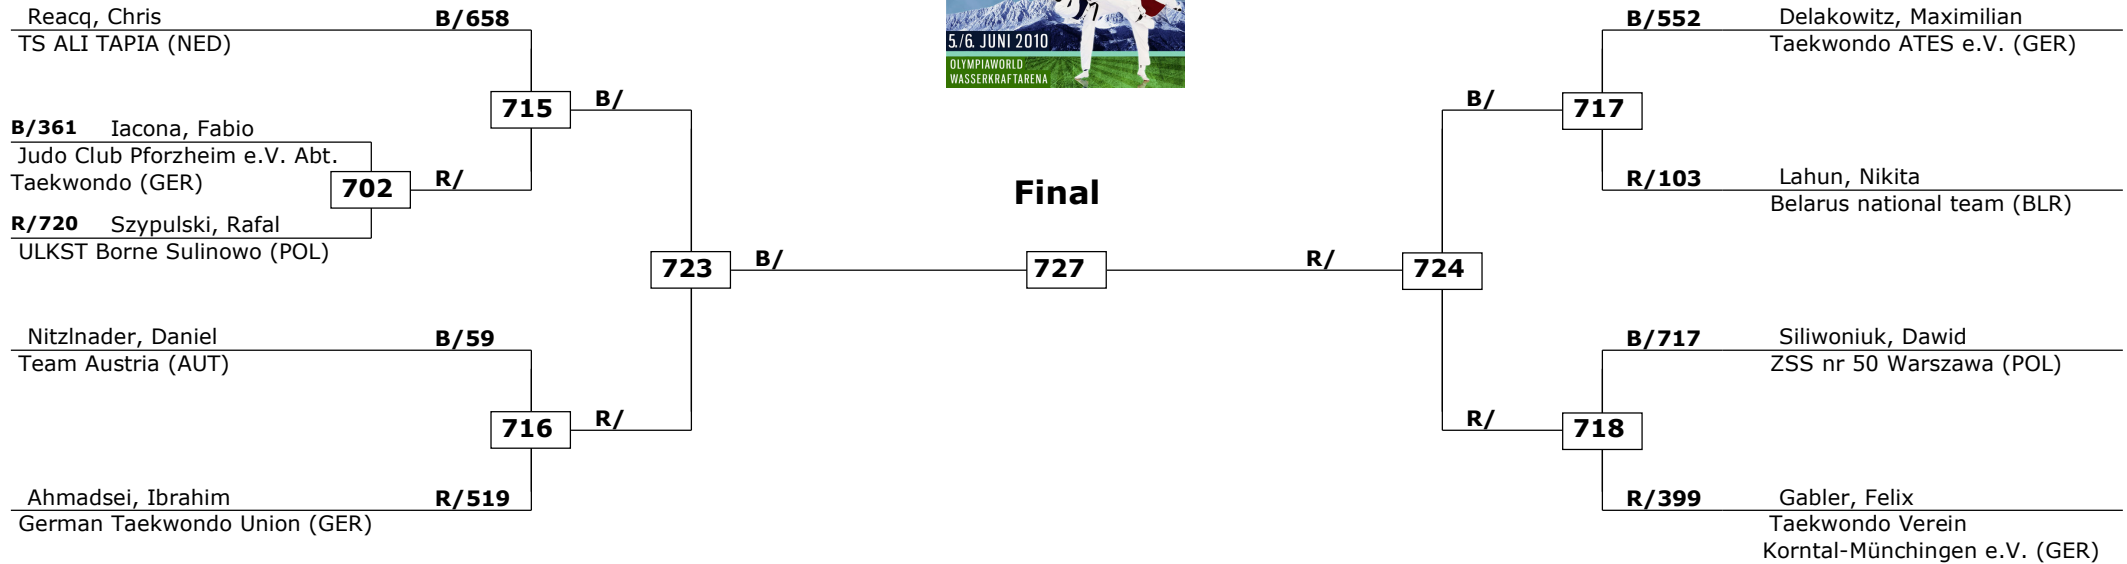 Reacq, Chris B/658
TS ALI TAPIA (NED)
715 B/
B/361 Iacona, Fabio
Judo Club Pforzheim e.V. Abt.
Taekwondo (GER)
702 R/
R/720 Szypulski, Rafal
ULKST Borne Sulinowo (POL)
723 B/
Nitzlnader, Daniel B/59
Team Austria (AUT)
716 R/
Ahmadsei, Ibrahim R/519
German Taekwondo Union (GER)
5./6. JUNI 2010
OLYMPIAWORLD
WASSERKRAFTARENA
Final
727
B/552 Delakowitz, Maximilian
Taekwondo ATES e.V. (GER)
B/ 717
R/103 Lahun, Nikita
Belarus national team (BLR)
R/ 724
B/717 Siliwoniuk, Dawid
ZSS nr 50 Warszawa (POL)
R/ 718
R/399 Gabler, Felix
Taekwondo Verein
Korntal-Münchingen e.V. (GER)